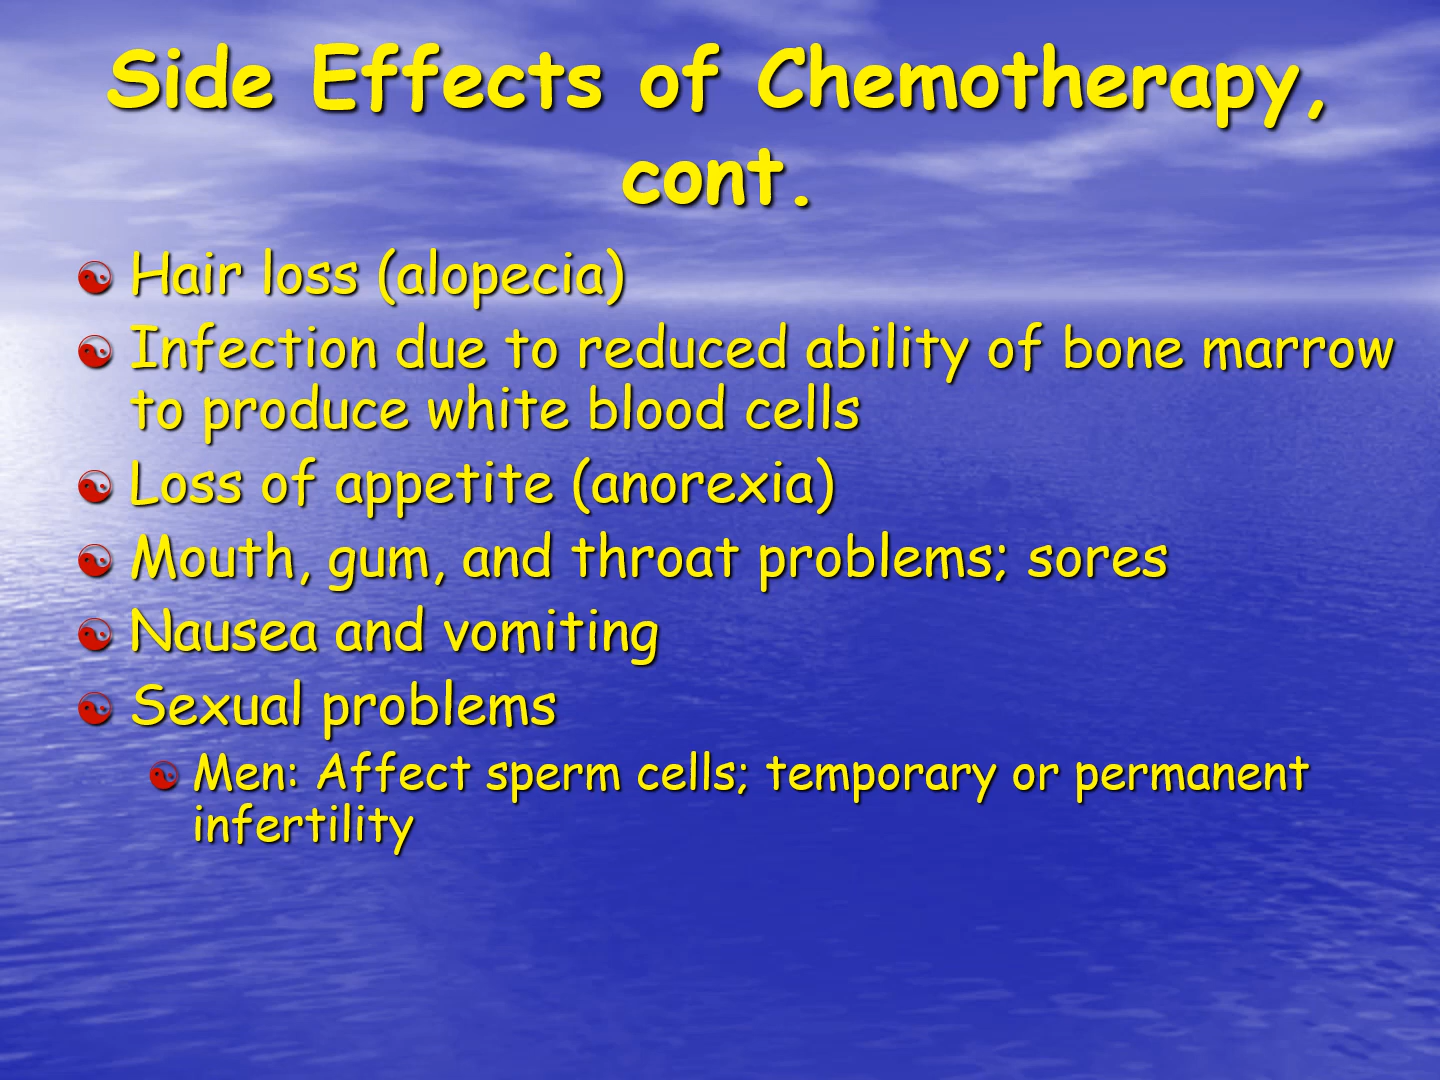 Side Effects of Chemotherapy,
cont.
Hair loss (alopecia)
Infection due to reduced ability of bone marrow
to produce white blood cells
Loss of appetite (anorexia)
Mouth, gum, and throat problems; sores
Nausea and vomiting
Sexual problems
Men: Affect sperm cells; temporary or permanent
infertility